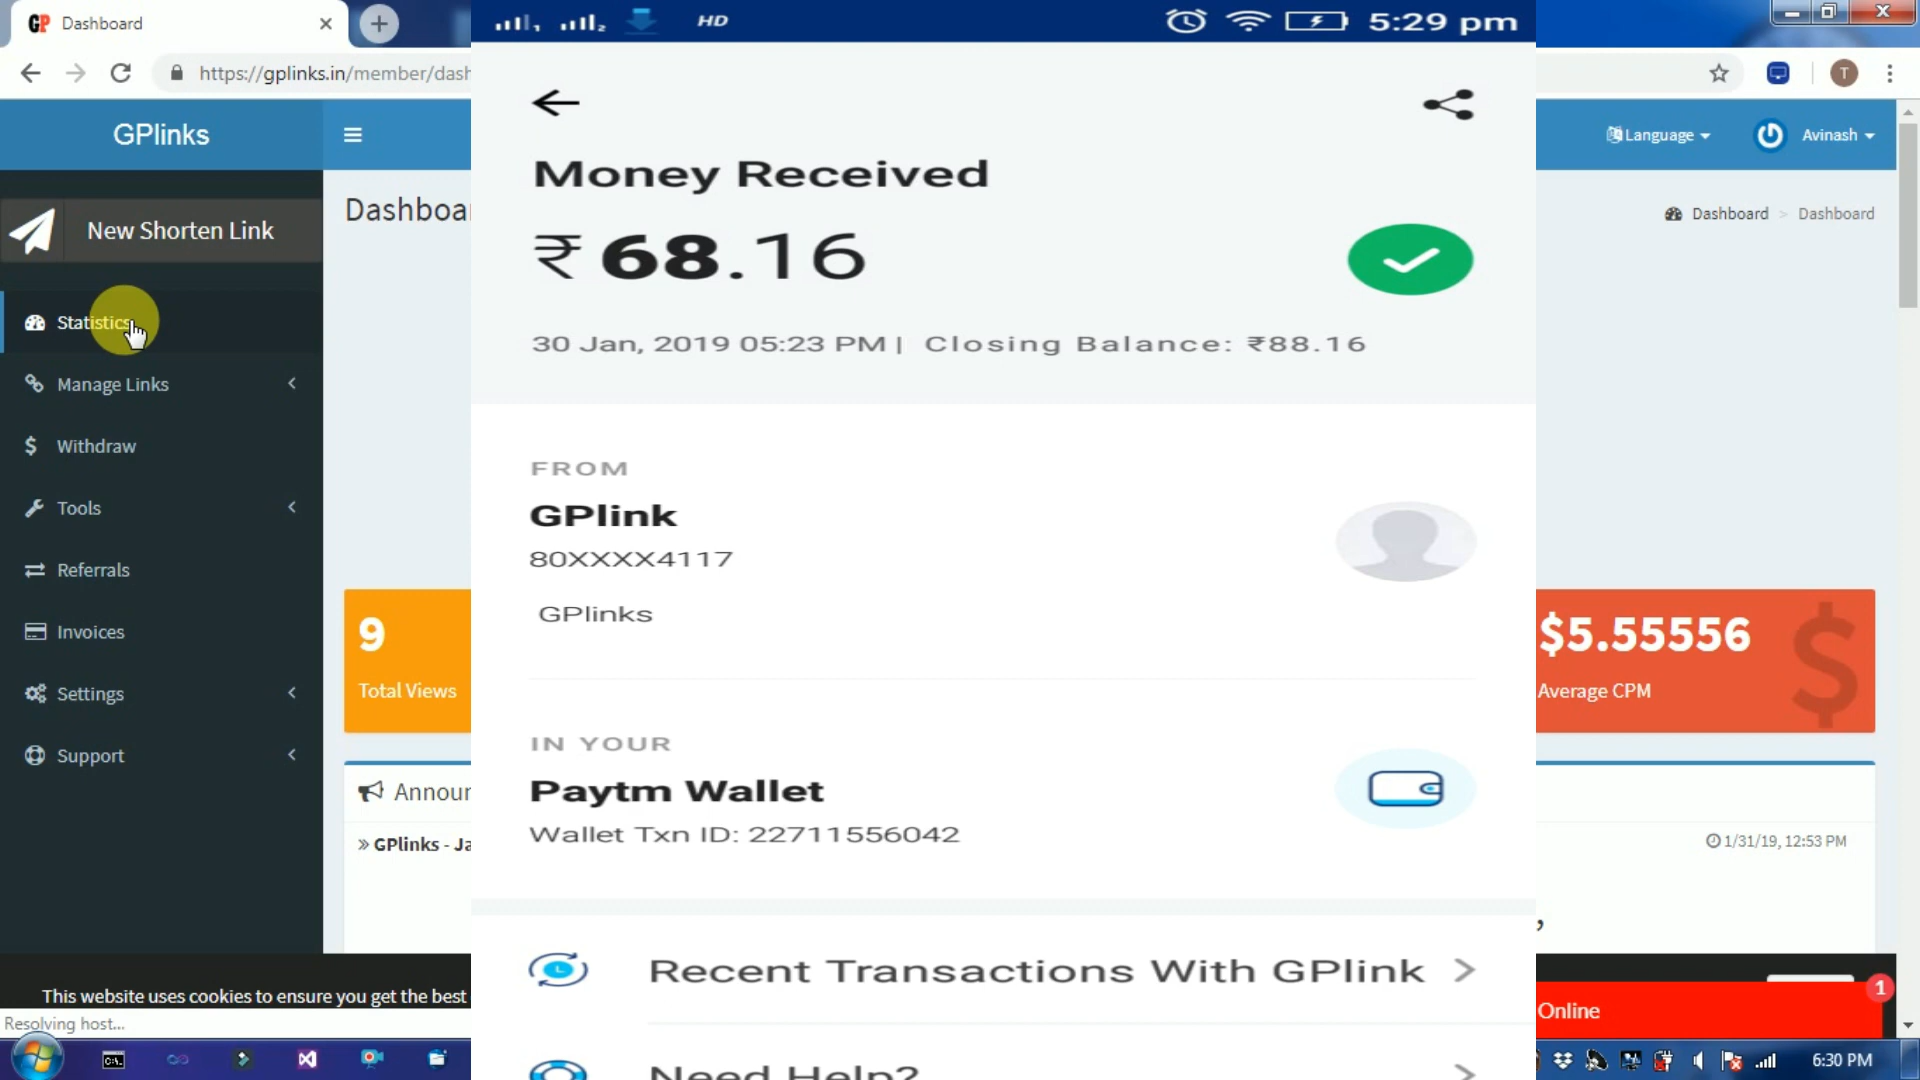 Dashboard
https://gplinks.in/member/dash
T
GPlinks
New Shorten Link
Statistics
Manage Links
Withdraw
Tools
Referrals
Invoices
Settings
Support
This website uses cookies to ensure you get the best
Resolving host...
9
Total Views
GPlinks - Ja
HD
5:29 pm
Money Received
₹68.16
30 Jan, 2019 05:23 PM | Closing Balance: ₹88.16
FROM
GPlink
80XXXX4117
GPlinks
IN YOUR
Paytm Wallet
Wallet Txn ID: 22711556042
Recent Transactions With GPlink
Need Help?
Language
Avinash
Dashboard > Dashboard
$5.55556
Average CPM
1/31/19, 12:53 PM
Online
1
6:30 PM